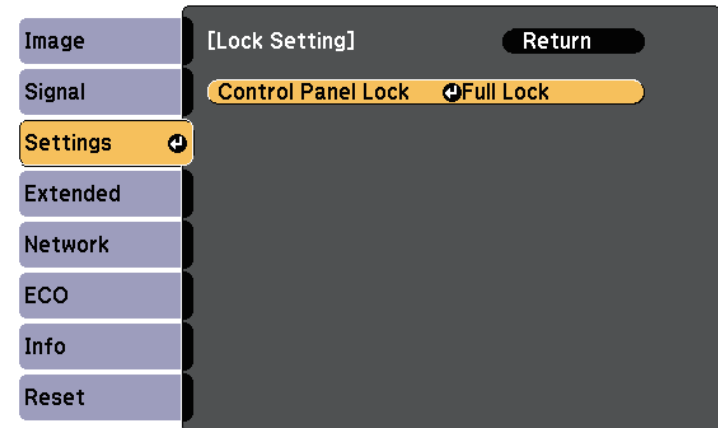 Image
Signal
Settings
Extended
Network
ECO
Info
Reset
[Lock Setting]
Return
Control Panel Lock Full Lock